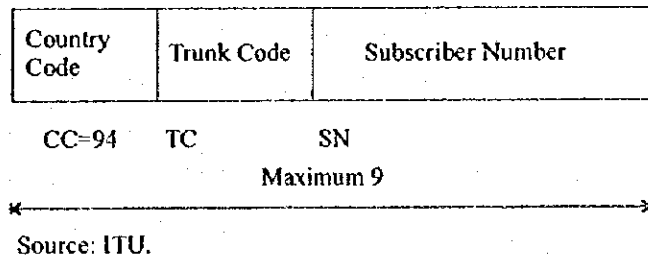 Country Code
Trunk Code
Subscriber Number
CC=94 TC SN
Maximum 9
Source: ITU.